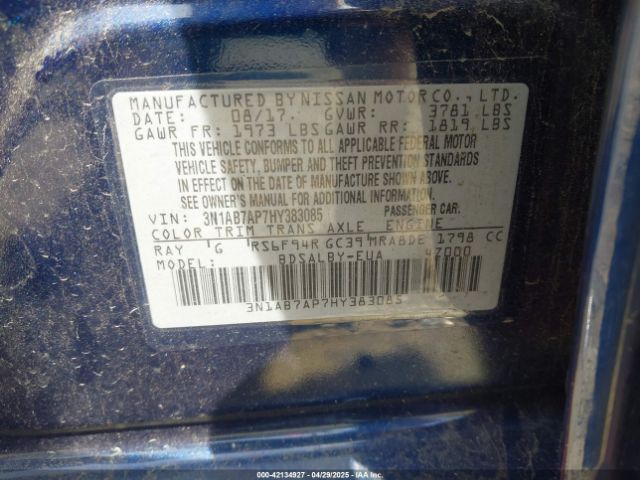 MANUFACTURED BY NISSAN MOTOR CO., LTD.
DATE: 08/17 GVWR: 3781 LBS
GAWR FR: 1973 LBS GAWR RR: 1819 LBS
THIS VEHICLE CONFORMS TO ALL APPLICABLE FEDERAL MOTOR
VEHICLE SAFETY, BUMPER AND THEFT PREVENTION STANDARDS
IN EFFECT ON THE DATE OF MANUFACTURE SHOWN ABOVE.
SEE OWNER'S MANUAL FOR ADDITIONAL INFORMATION.
VIN: 3N1AB7AP7HY383085 PASSENGER CAR.
COLOR TRIM TRANS AXLE ENGINE
RAY G RS6F94R GC39 MRA8DE 1798 CC
MODEL: BDSALBY-EUA 4Z000
3N1AB7AP7HY383085
000-42134927 04/29/2025 IAAHOLDINGS, LLC.